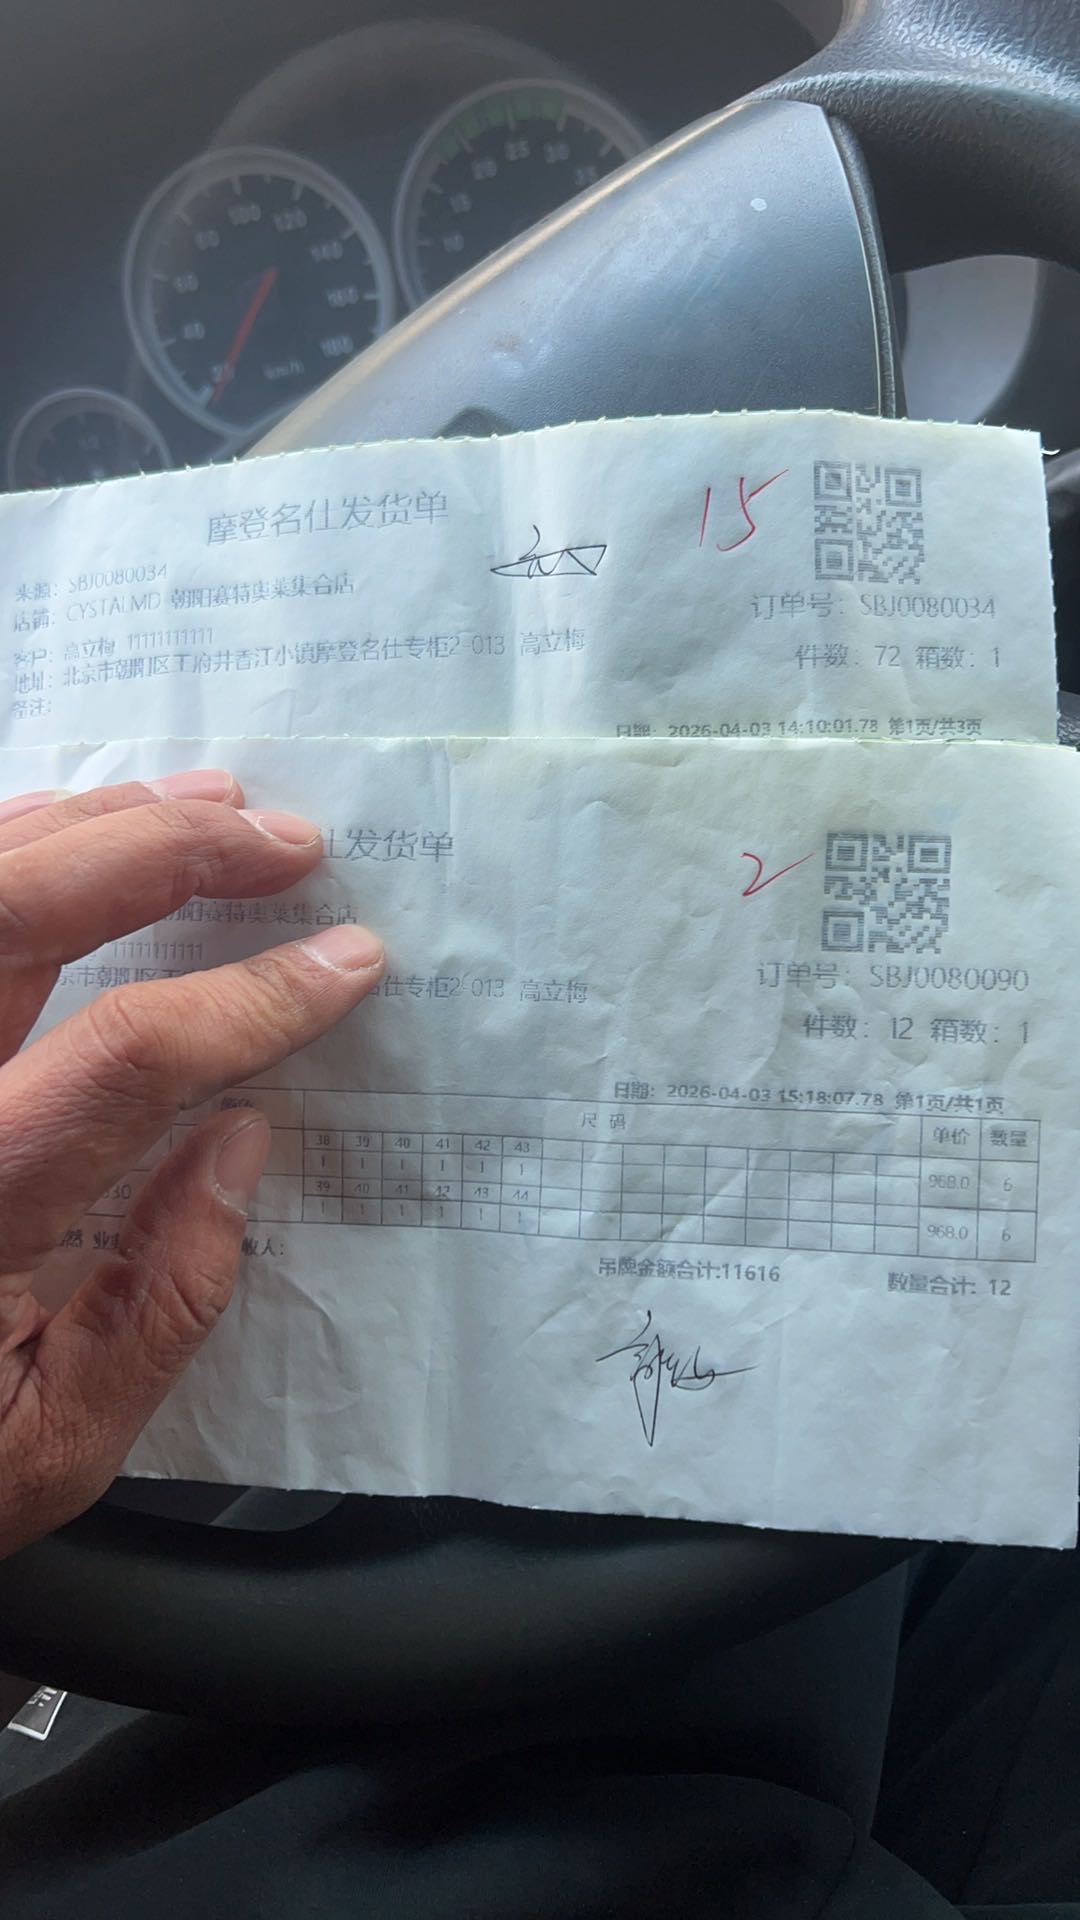 摩登名仕发货单
15
来源：SBJ0080034
店铺：CYSTALMD 朝阳赛特奥莱集合店
订单号：SBJ0080034
客户：高立梅 11111111111
地址：北京市朝阳区王府井香江小镇摩登名仕专柜2-013 高立梅
件数：72 箱数：1
备注：
日期：2026-04-03 14:10:01.78 第1页/共3页
仕发货单
2
朝阳赛特奥莱集合店
11111111111
订单号：SBJ0080090
京市朝阳区王
名仕专柜2-013 高立梅
件数：12 箱数：1
日期：2026-04-03 15:18:07.78 第1页/共1页
尺码 单价 数量
38 39 40 41 42 43
1 1 1 1 1 1 968.0 6
39 40 41 42 43 44
1 1 1 1 1 1 968.0 6
收人：
吊牌金额合计:11616 数量合计: 12